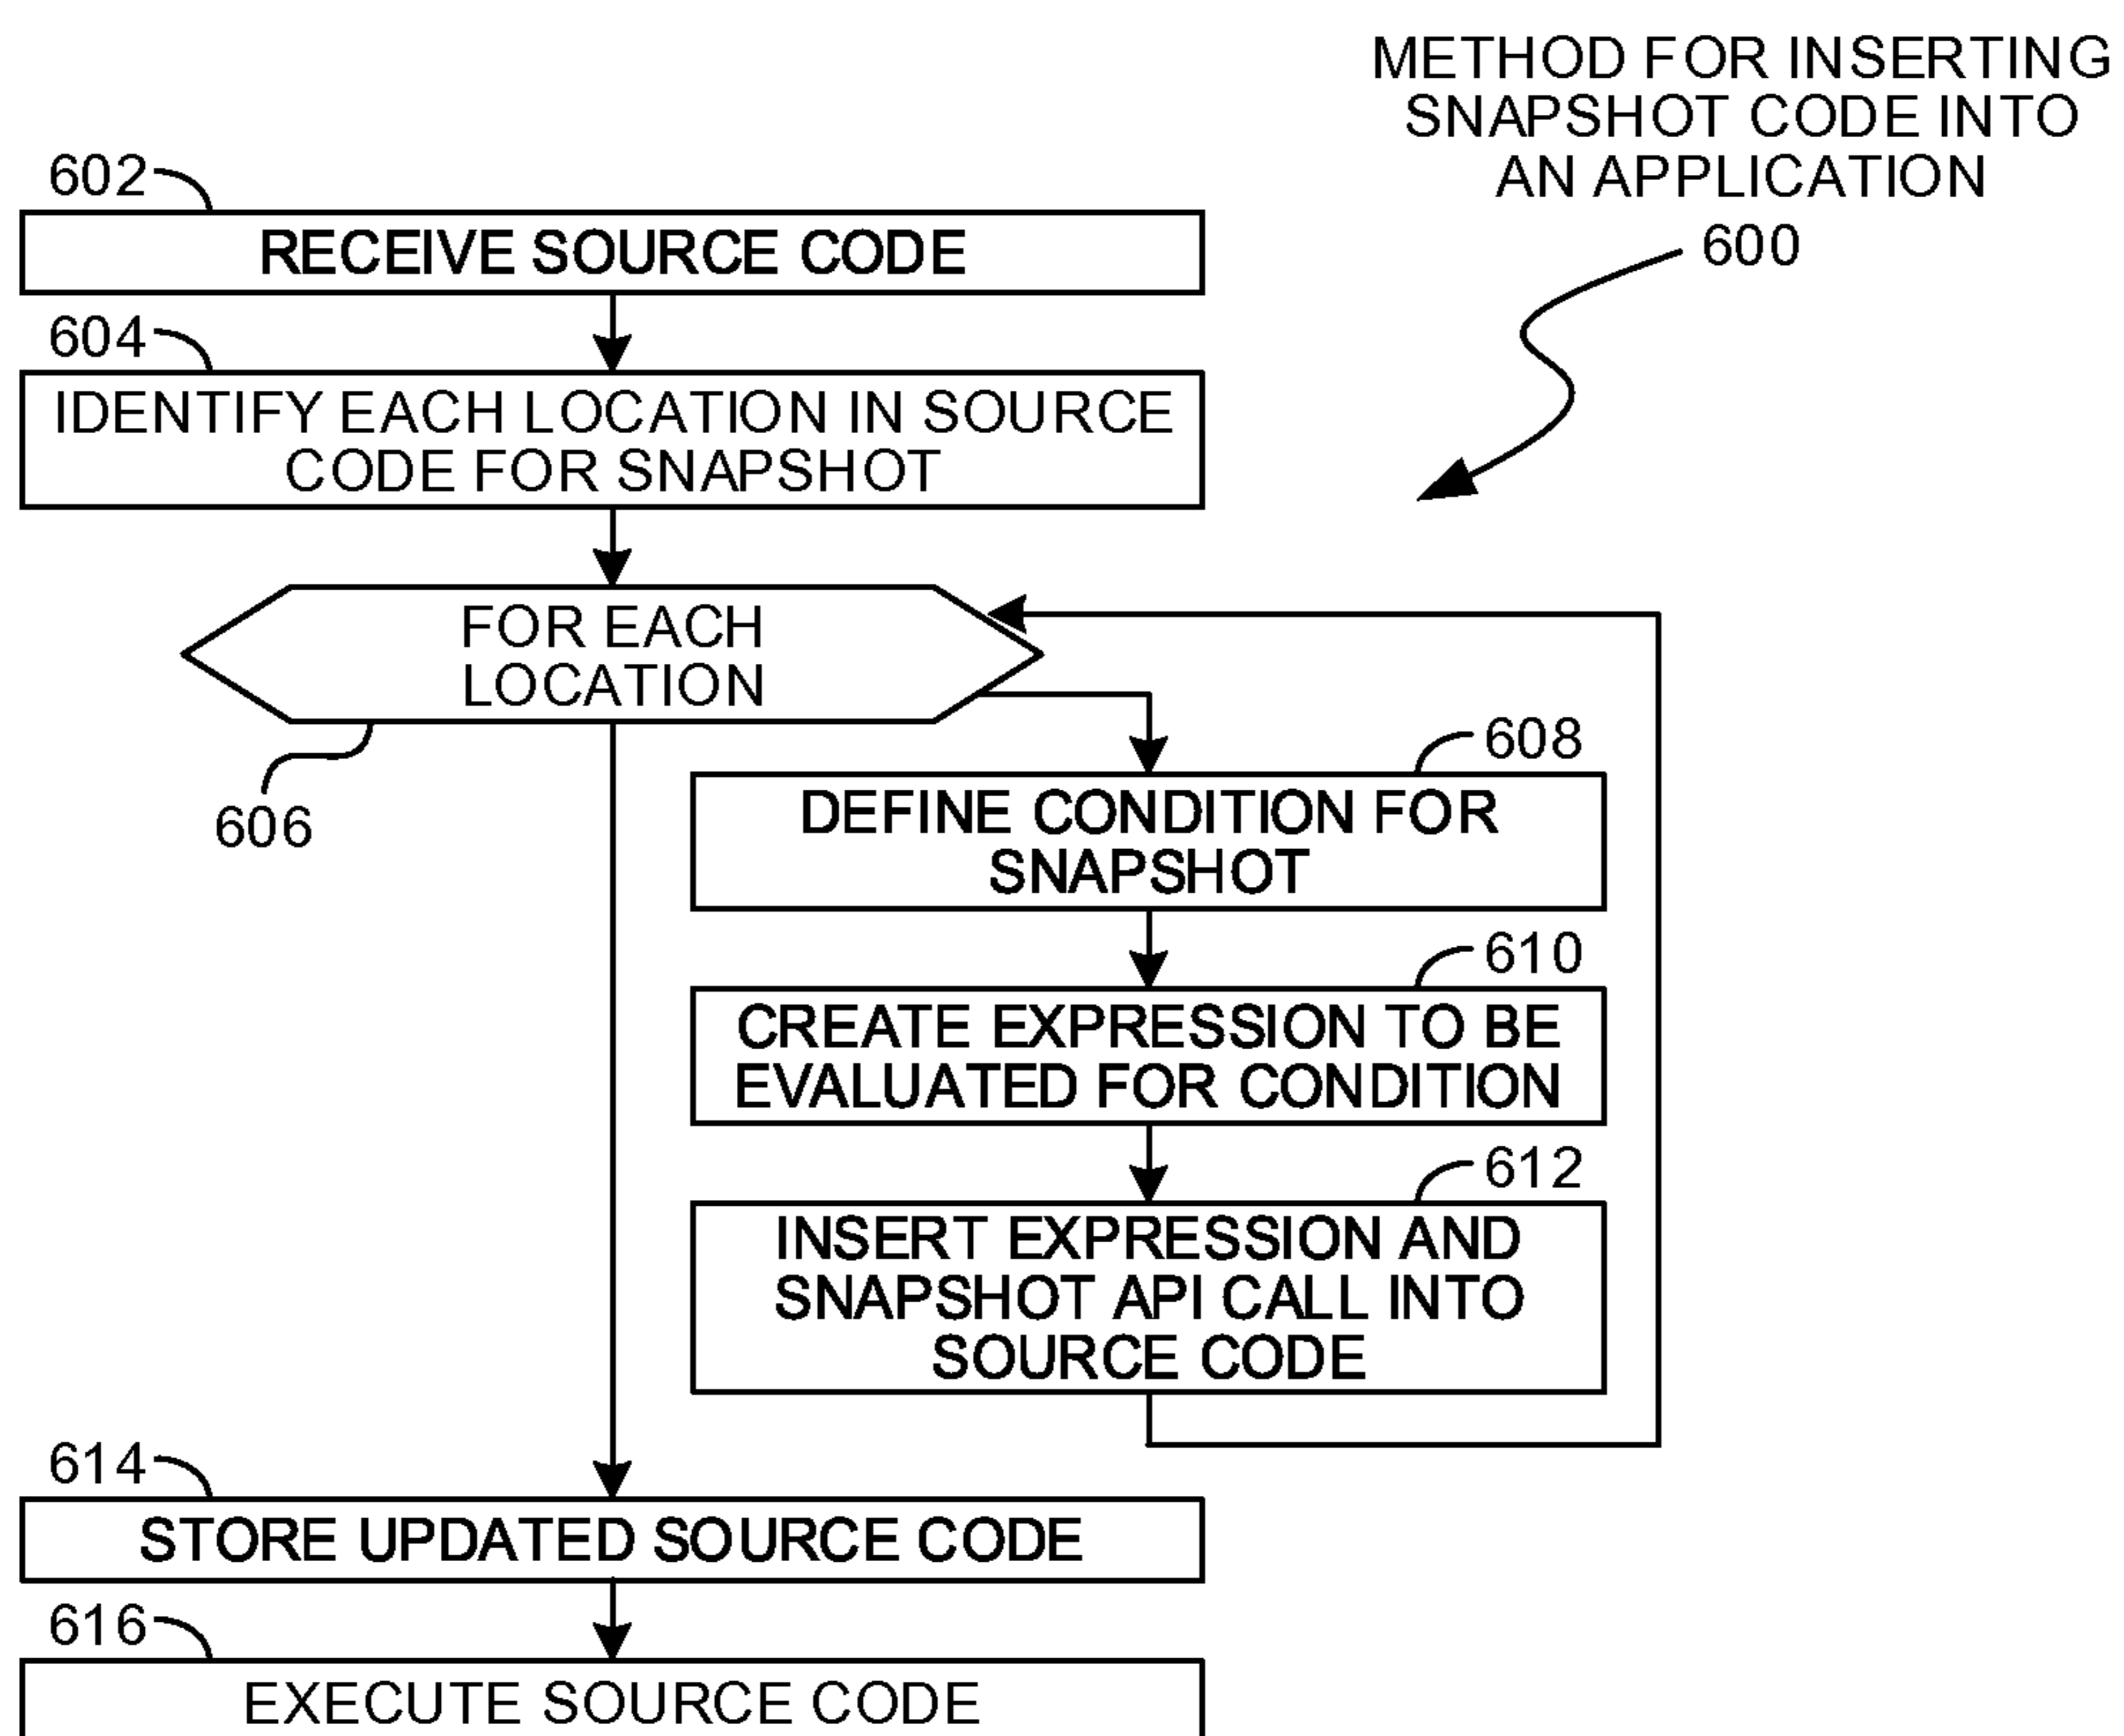 METHOD FOR INSERTING
SNAPSHOT CODE INTO
AN APPLICATION
600
602
RECEIVE SOURCE CODE
604
IDENTIFY EACH LOCATION IN SOURCE
CODE FOR SNAPSHOT
FOR EACH
LOCATION
606
608
DEFINE CONDITION FOR
SNAPSHOT
610
CREATE EXPRESSION TO BE
EVALUATED FOR CONDITION
612
INSERT EXPRESSION AND
SNAPSHOT API CALL INTO
SOURCE CODE
614
STORE UPDATED SOURCE CODE
616
EXECUTE SOURCE CODE